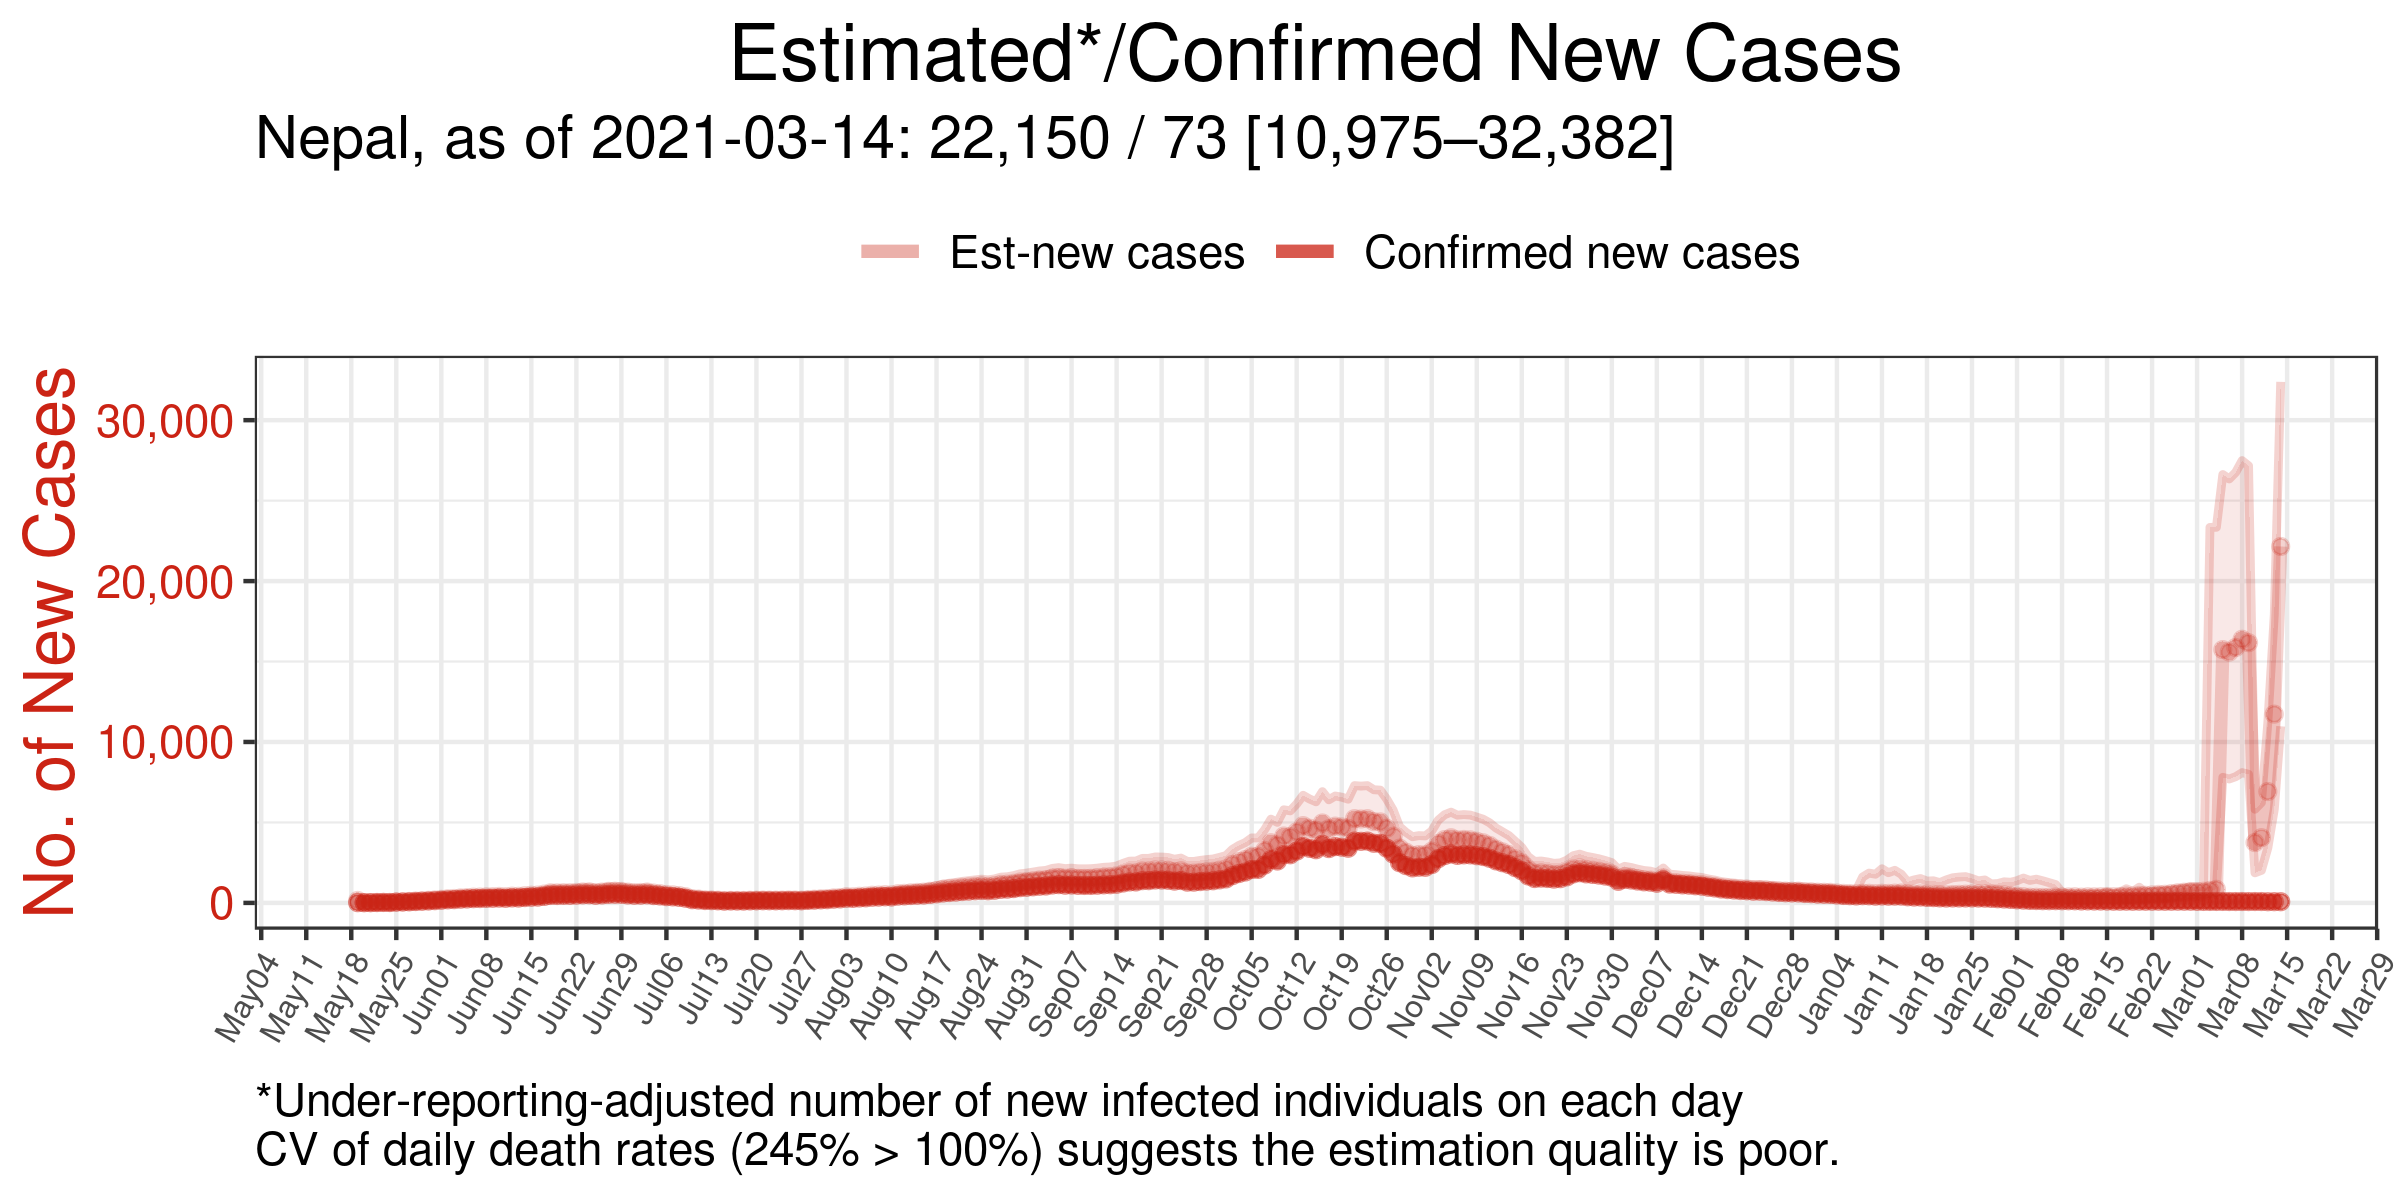 Estimated*/Confirmed New Cases
Nepal, as of 2021-03-14: 22,150 / 73 [10,975–32,382]
Est-new cases
Confirmed new cases
No. of New Cases
30,000
20,000
10,000
0
May04
May11
May18
May25
Jun01
Jun08
Jun15
Jun22
Jun29
Jul06
Jul13
Jul20
Jul27
Aug03
Aug10
Aug17
Aug24
Aug31
Sep07
Sep14
Sep21
Sep28
Oct05
Oct12
Oct19
Oct26
Nov02
Nov09
Nov16
Nov23
Nov30
Dec07
Dec14
Dec21
Dec28
Jan04
Jan11
Jan18
Jan25
Feb01
Feb08
Feb15
Feb22
Mar01
Mar08
Mar15
Mar22
Mar29
*Under-reporting-adjusted number of new infected individuals on each day
CV of daily death rates (245% > 100%) suggests the estimation quality is poor.